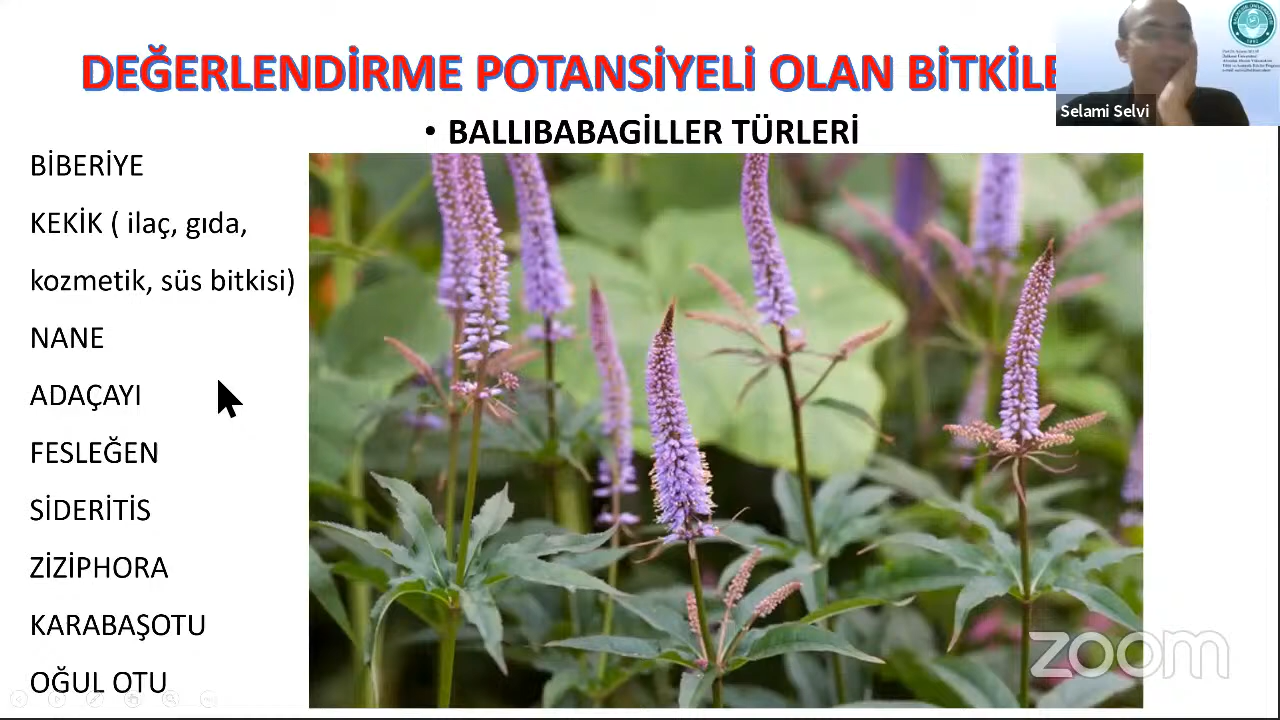 DEĞERLENDİRME POTANSİYELİ OLAN BİTKİLE
Selami Selvi
• BALLIBABAGİLLER TÜRLERİ
BİBERİYE
KEKİK ( ilaç, gıda,
kozmetik, süs bitkisi)
NANE
ADAÇAYI
FESLEĞEN
SİDERİTİS
ZİZİPHORA
KARABAŞOTU
OĞUL OTU
zoom